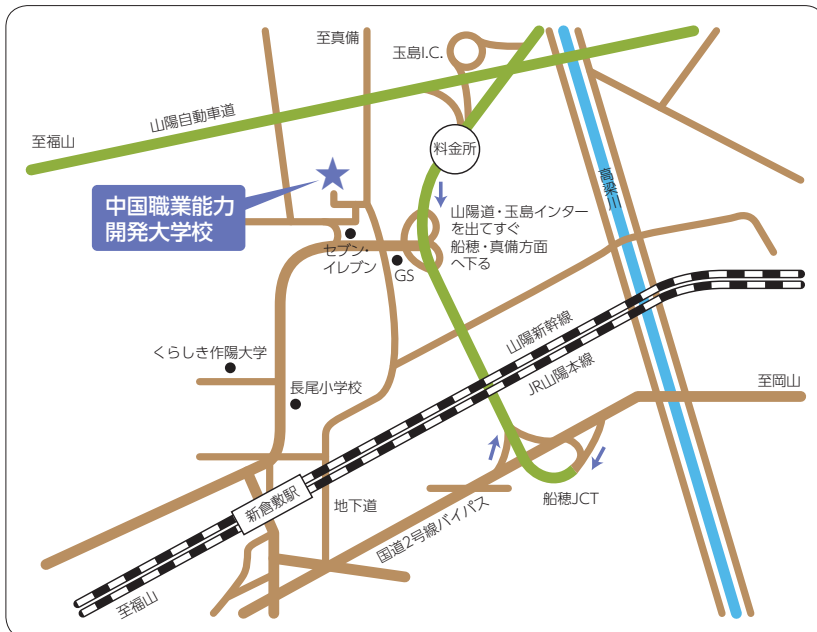 至真備
玉島I.C.
山陽自動車道
至福山
料金所
高梁川
中国職業能力
開発大学校
山陽道・玉島インター
を出てすぐ
船穂・真備方面
へ下る
セブン・
イレブン
GS
山陽新幹線
くらしき作陽大学
JR山陽本線
至岡山
長尾小学校
新倉敷駅
地下道
船穂JCT
国道2号線バイパス
至福山